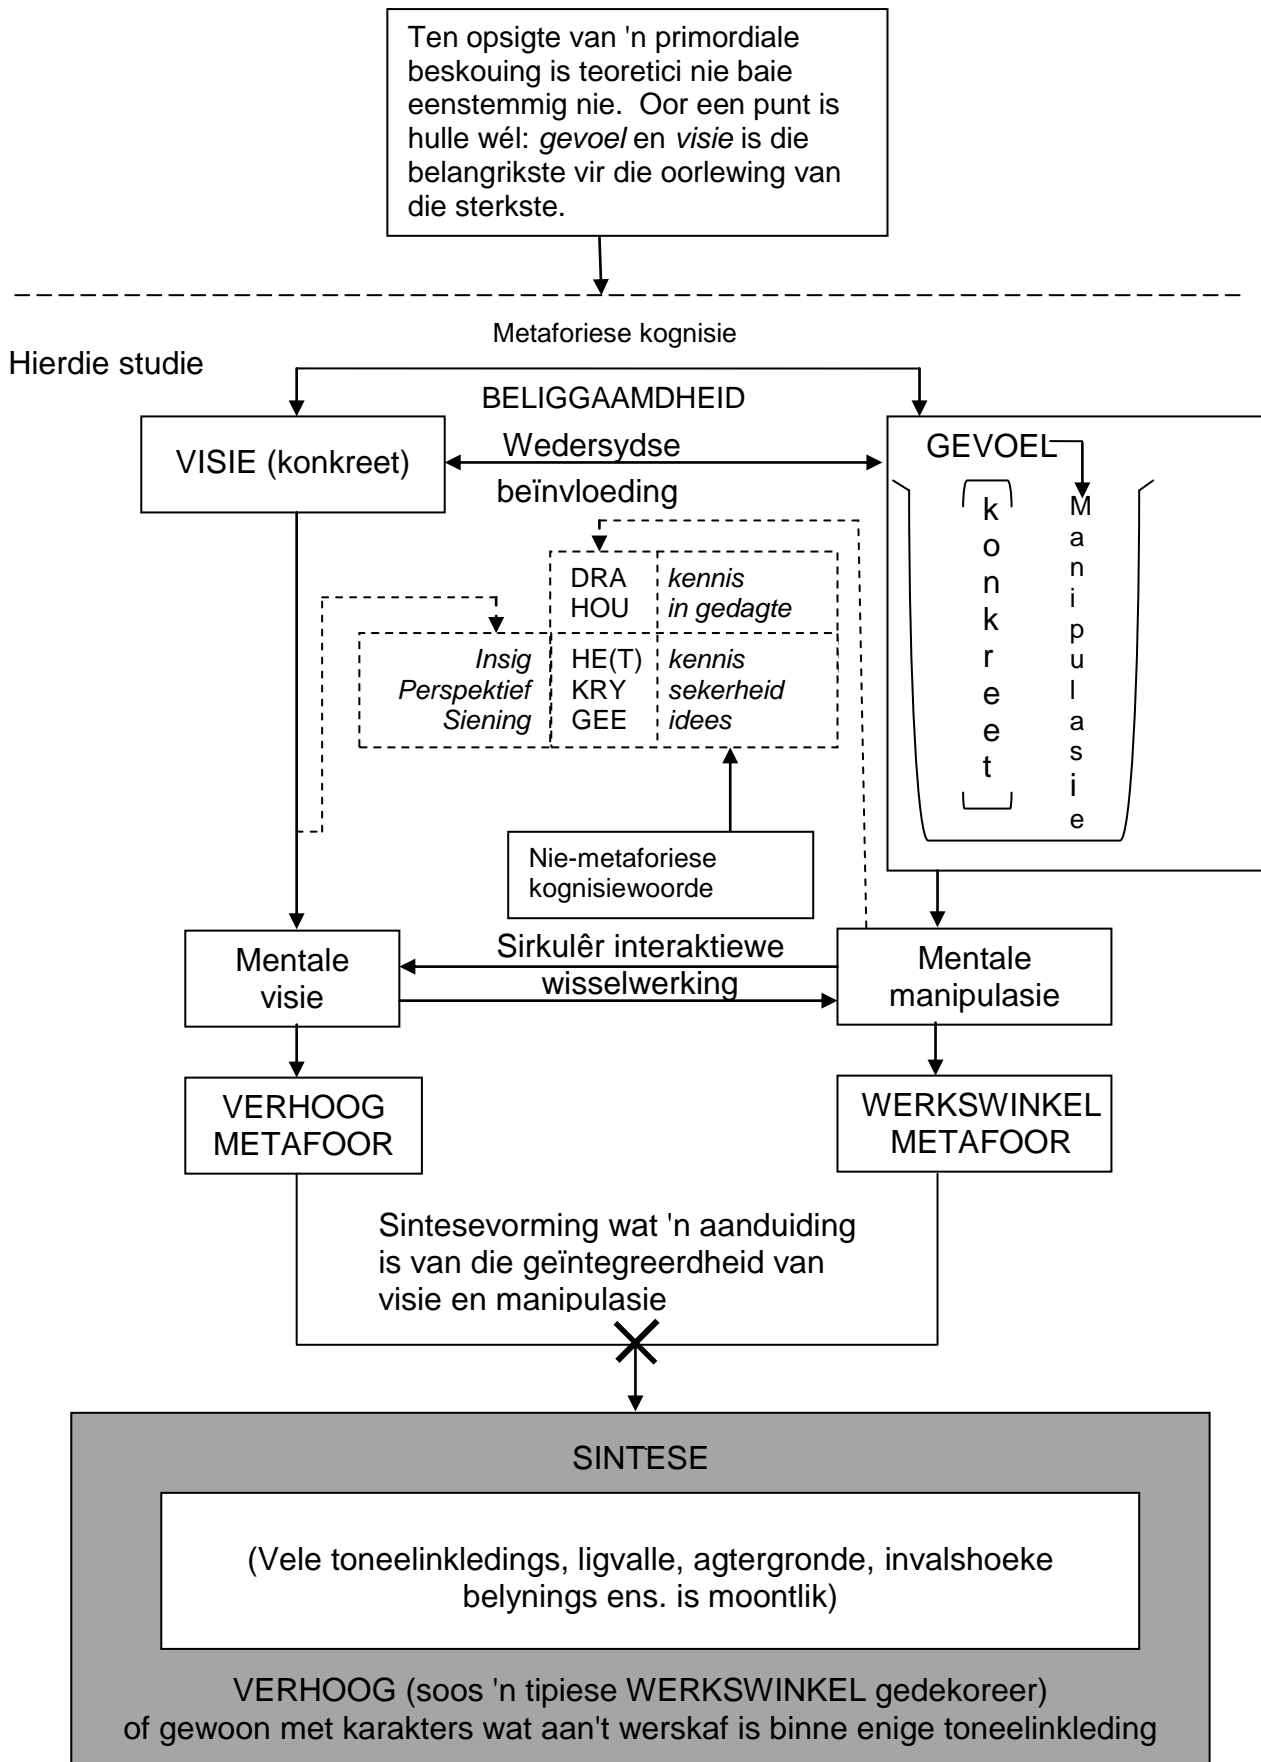 Ten opsigte van 'n primordiale
beskouing is teoretici nie baie
eenstemmig nie.  Oor een punt is
hulle wél: gevoel en visie is die
belangrikste vir die oorlewing van
die sterkste.
Metaforiese kognisie
Hierdie studie
BELIGGAAMDHEID
VISIE (konkreet)
Wedersydse
beïnvloeding
GEVOEL
konkreet
Manipulasie
DRA kennis
HOU in gedagte
Insig HE(T) kennis
Perspektief KRY sekerheid
Siening GEE idees
Nie-metaforiese
kognisiewoorde
Mentale
visie
Sirkulêr interaktiewe
wisselwerking
Mentale
manipulasie
VERHOOG
METAFOOR
WERKSWINKEL
METAFOOR
Sintesevorming wat 'n aanduiding
is van die geïntegreerdheid van
visie en manipulasie
SINTESE
(Vele toneelinkledings, ligvalle, agtergronde, invalshoeke
belynings ens. is moontlik)
VERHOOG (soos 'n tipiese WERKSWINKEL gedekoreer)
of gewoon met karakters wat aan't werskaf is binne enige toneelinkleding